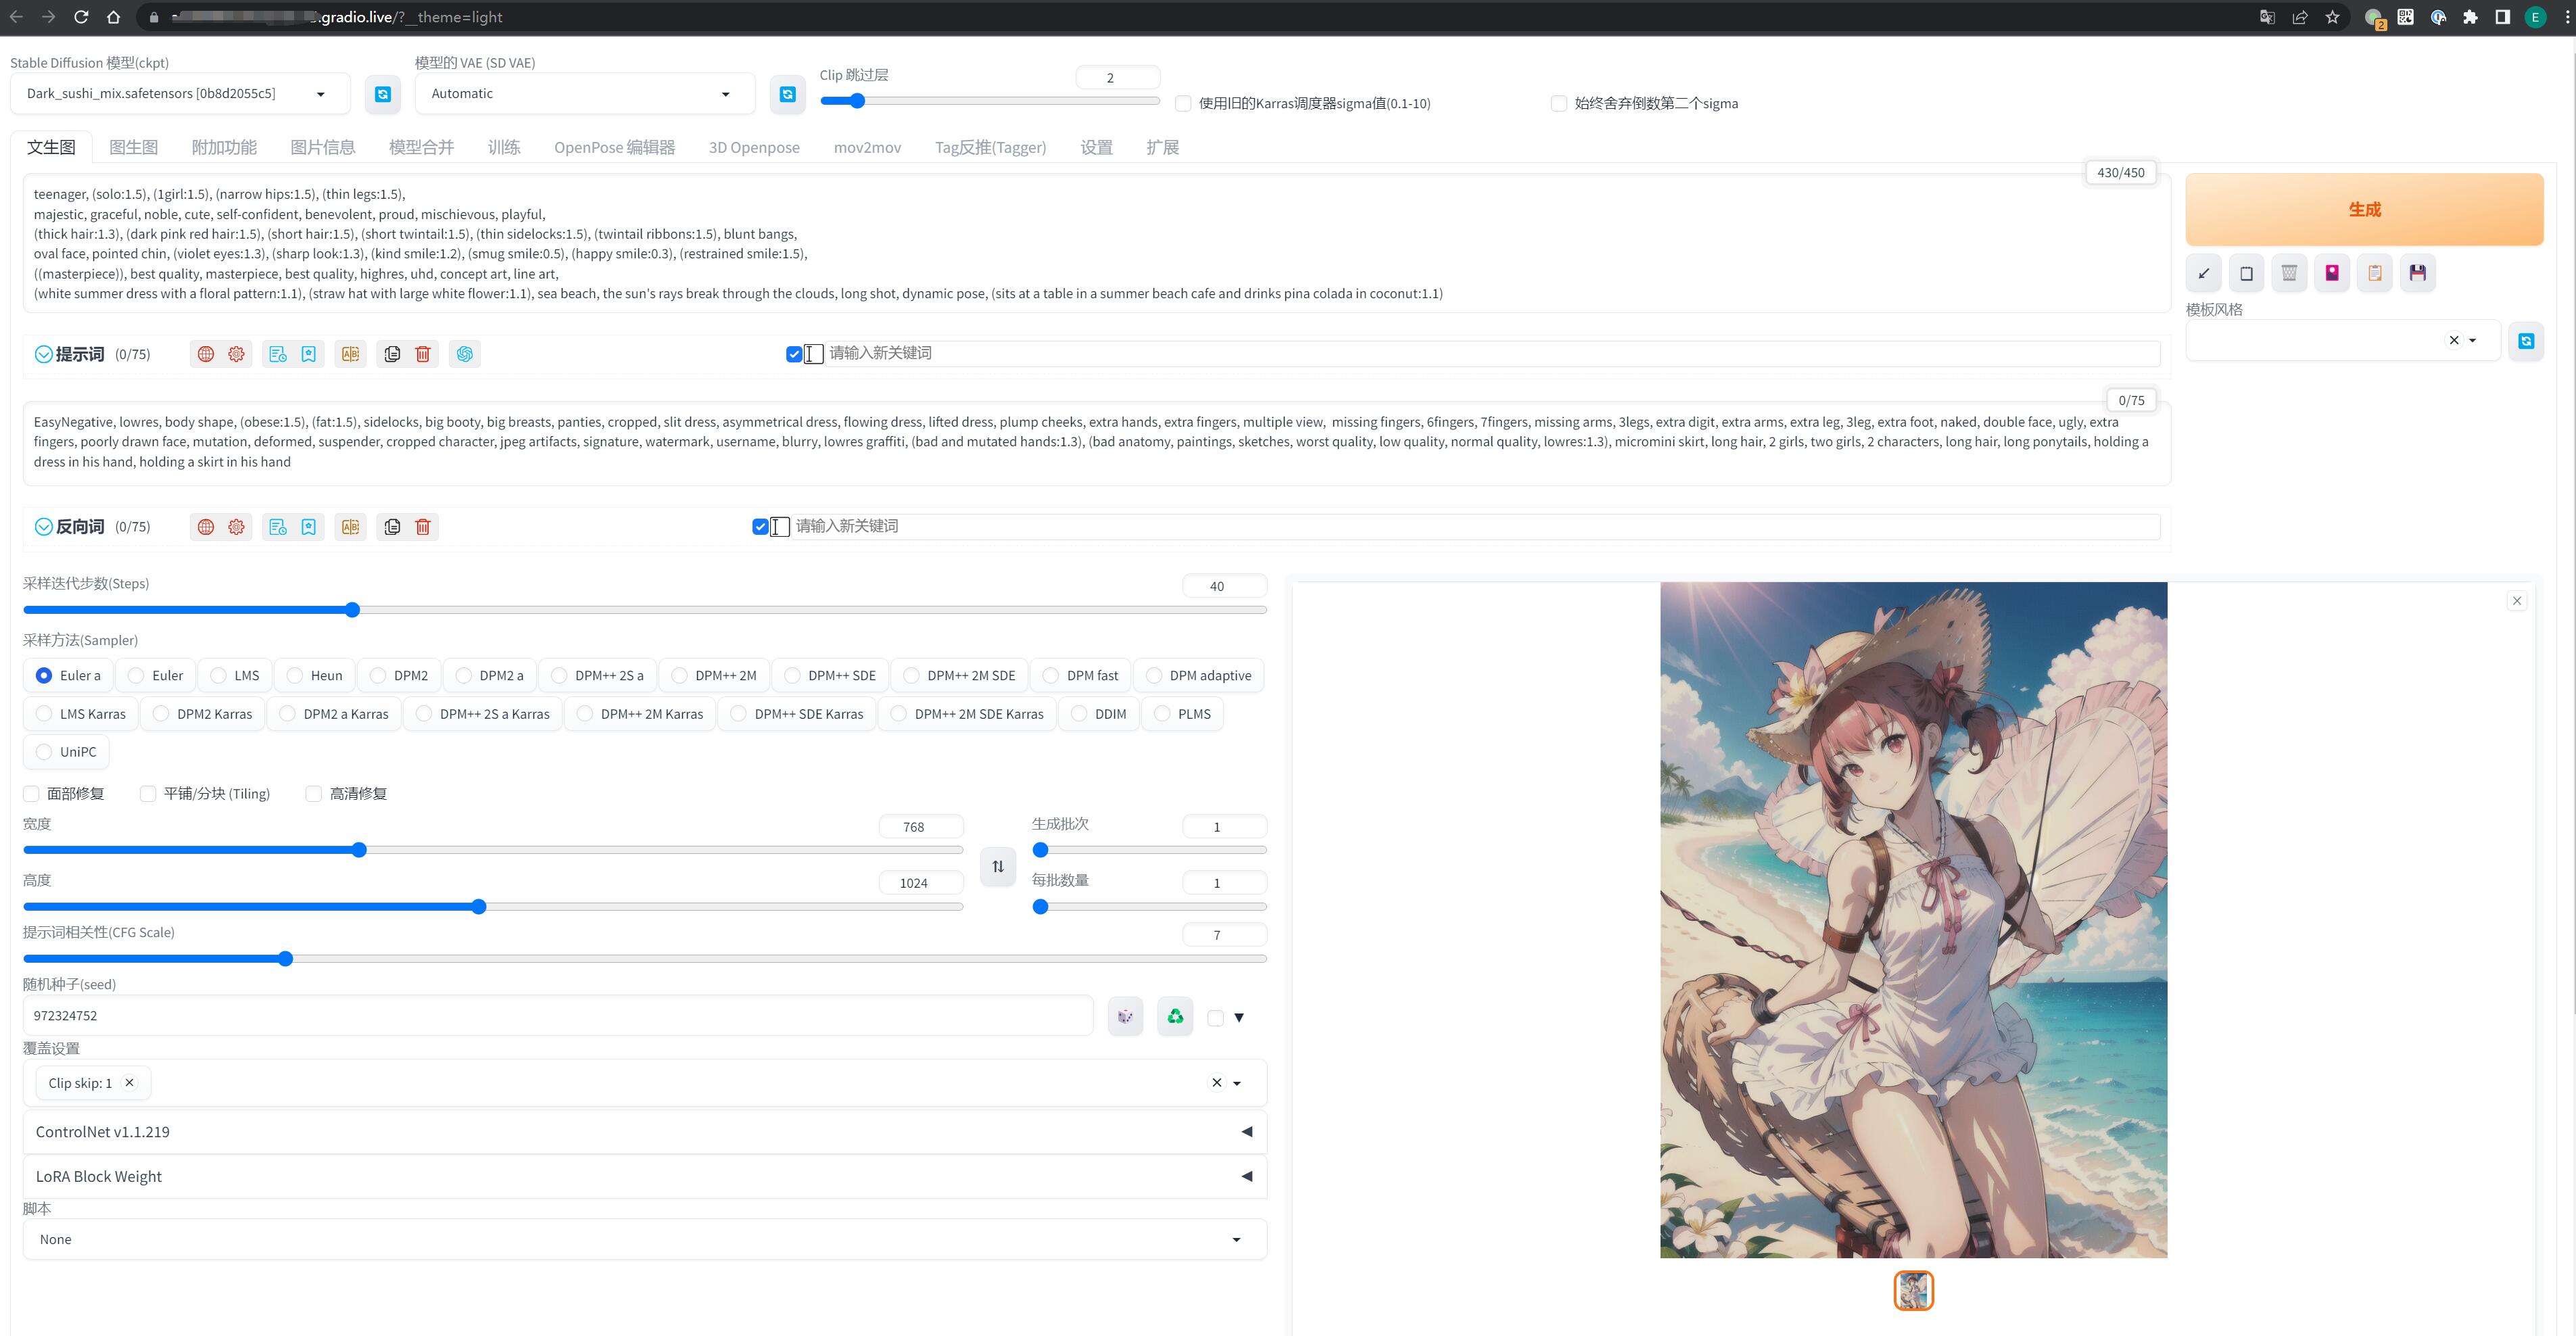 .gradio.live/?__theme=light
2
E
Stable Diffusion 模型(ckpt)
模型的 VAE (SD VAE)
Clip 跳过层
2
Dark_sushi_mix.safetensors [0b8d2055c5]
Automatic
使用旧的Karras调度器sigma值(0.1-10)
始终舍弃倒数第二个sigma
文生图 图生图 附加功能 图片信息 模型合并 训练 OpenPose 编辑器 3D Openpose mov2mov Tag反推(Tagger) 设置 扩展
430/450
teenager, (solo:1.5), (1girl:1.5), (narrow hips:1.5), (thin legs:1.5),
majestic, graceful, noble, cute, self-confident, benevolent, proud, mischievous, playful,
(thick hair:1.3), (dark pink red hair:1.5), (short hair:1.5), (short twintail:1.5), (thin sidelocks:1.5), (twintail ribbons:1.5), blunt bangs,
oval face, pointed chin, (violet eyes:1.3), (sharp look:1.3), (kind smile:1.2), (smug smile:0.5), (happy smile:0.3), (restrained smile:1.5),
((masterpiece)), best quality, masterpiece, best quality, highres, uhd, concept art, line art,
(white summer dress with a floral pattern:1.1), (straw hat with large white flower:1.1), sea beach, the sun's rays break through the clouds, long shot, dynamic pose, (sits at a table in a summer beach cafe and drinks pina colada in coconut:1.1)
生成
模板风格
提示词 (0/75)
请输入新关键词
0/75
EasyNegative, lowres, body shape, (obese:1.5), (fat:1.5), sidelocks, big booty, big breasts, panties, cropped, slit dress, asymmetrical dress, flowing dress, lifted dress, plump cheeks, extra hands, extra fingers, multiple view,  missing fingers, 6fingers, 7fingers, missing arms, 3legs, extra digit, extra arms, extra leg, 3leg, extra foot, naked, double face, ugly, extra
fingers, poorly drawn face, mutation, deformed, suspender, cropped character, jpeg artifacts, signature, watermark, username, blurry, lowres graffiti, (bad and mutated hands:1.3), (bad anatomy, paintings, sketches, worst quality, low quality, normal quality, lowres:1.3), micromini skirt, long hair, 2 girls, two girls, 2 characters, long hair, long ponytails, holding a
dress in his hand, holding a skirt in his hand
反向词 (0/75)
请输入新关键词
采样迭代步数(Steps)
40
采样方法(Sampler)
Euler a Euler LMS Heun DPM2 DPM2 a DPM++ 2S a DPM++ 2M DPM++ SDE DPM++ 2M SDE DPM fast DPM adaptive
LMS Karras DPM2 Karras DPM2 a Karras DPM++ 2S a Karras DPM++ 2M Karras DPM++ SDE Karras DPM++ 2M SDE Karras DDIM PLMS
UniPC
面部修复 平铺/分块 (Tiling) 高清修复
宽度
768
生成批次
1
高度
1024
每批数量
1
提示词相关性(CFG Scale)
7
随机种子(seed)
972324752
覆盖设置
Clip skip: 1
ControlNet v1.1.219
LoRA Block Weight
脚本
None